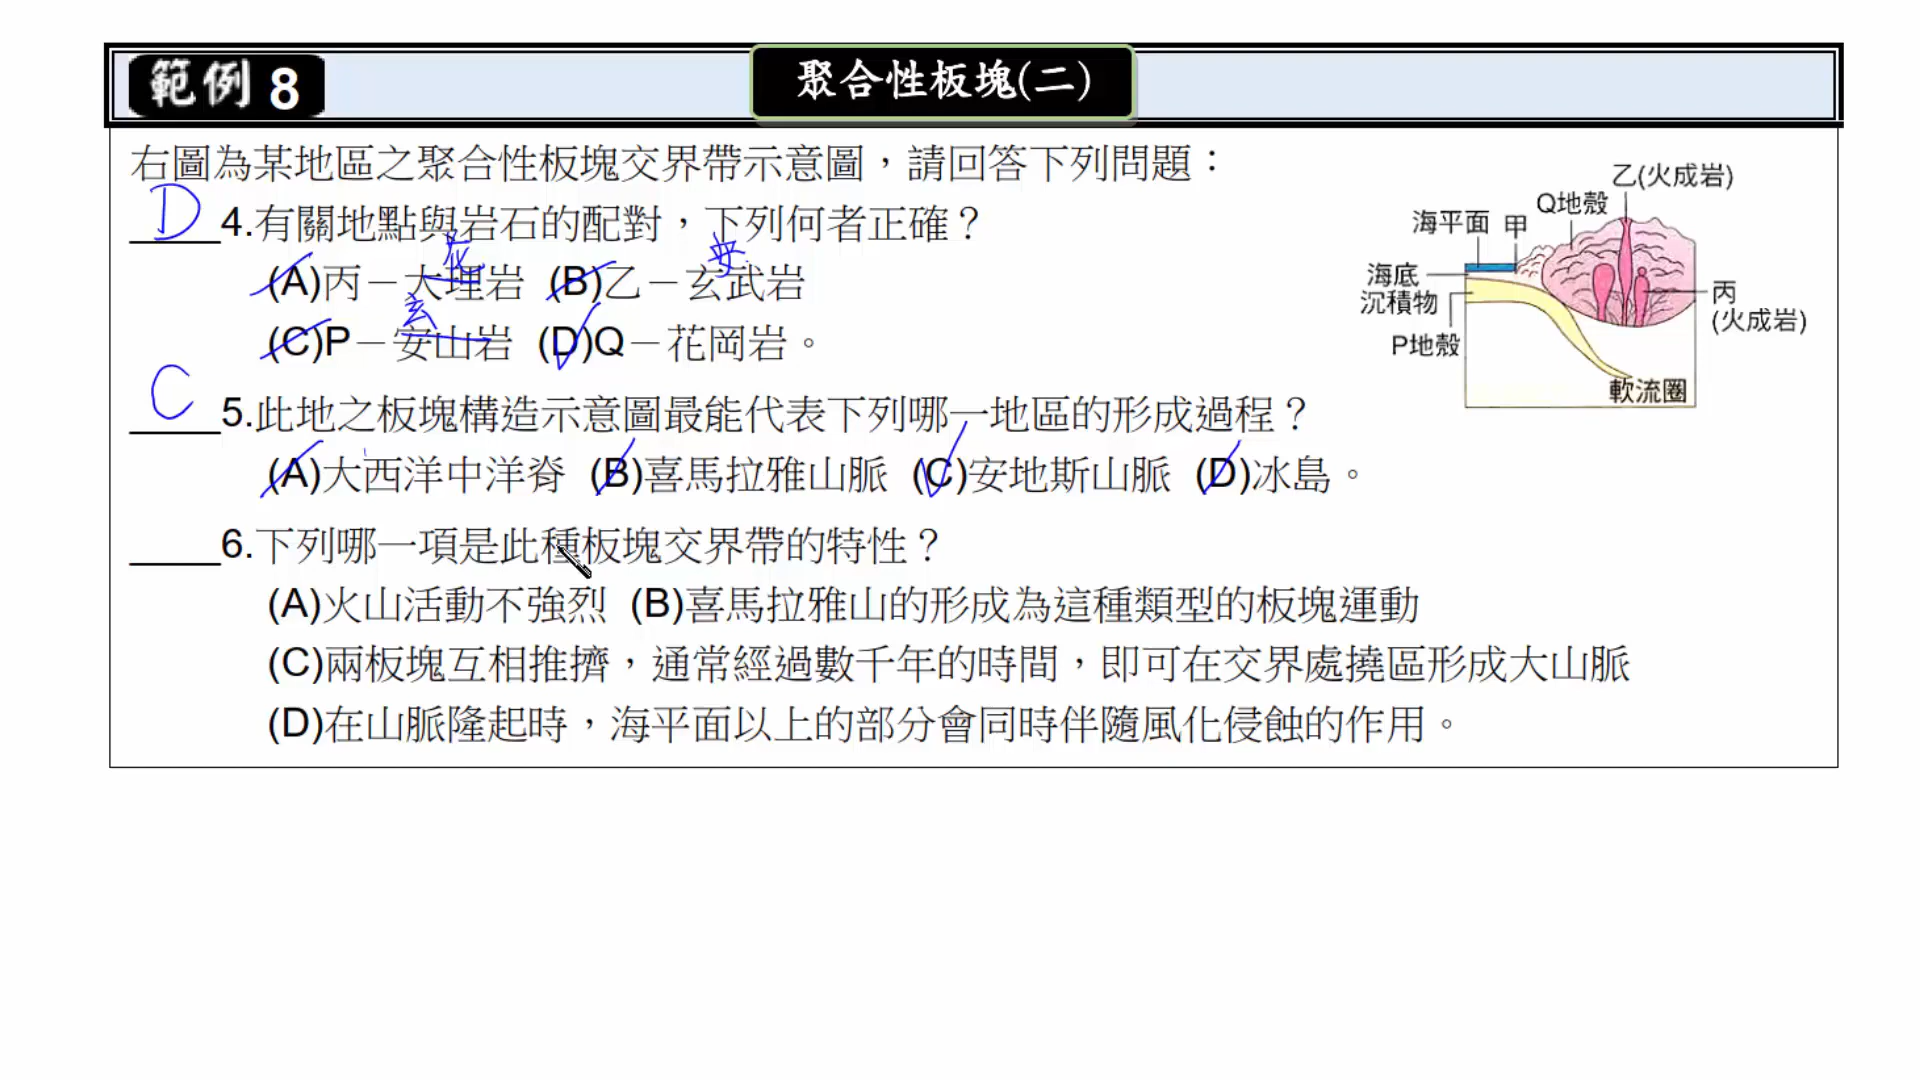 範例 8
聚合性板塊(二)
右圖為某地區之聚合性板塊交界帶示意圖，請回答下列問題：
D 4.有關地點與岩石的配對，下列何者正確？
花 安
(A)丙－大理岩 (B)乙－玄武岩
玄
(C)P－安山岩 (D)Q－花岡岩。
C 5.此地之板塊構造示意圖最能代表下列哪一地區的形成過程？
(A)大西洋中洋脊 (B)喜馬拉雅山脈 (C)安地斯山脈 (D)冰島。
____6.下列哪一項是此種板塊交界帶的特性？
(A)火山活動不強烈 (B)喜馬拉雅山的形成為這種類型的板塊運動
(C)兩板塊互相推擠，通常經過數千年的時間，即可在交界處撓區形成大山脈
(D)在山脈隆起時，海平面以上的部分會同時伴隨風化侵蝕的作用。
乙(火成岩)
Q地殼
海平面 甲
海底
沉積物
丙
(火成岩)
P地殼
軟流圈